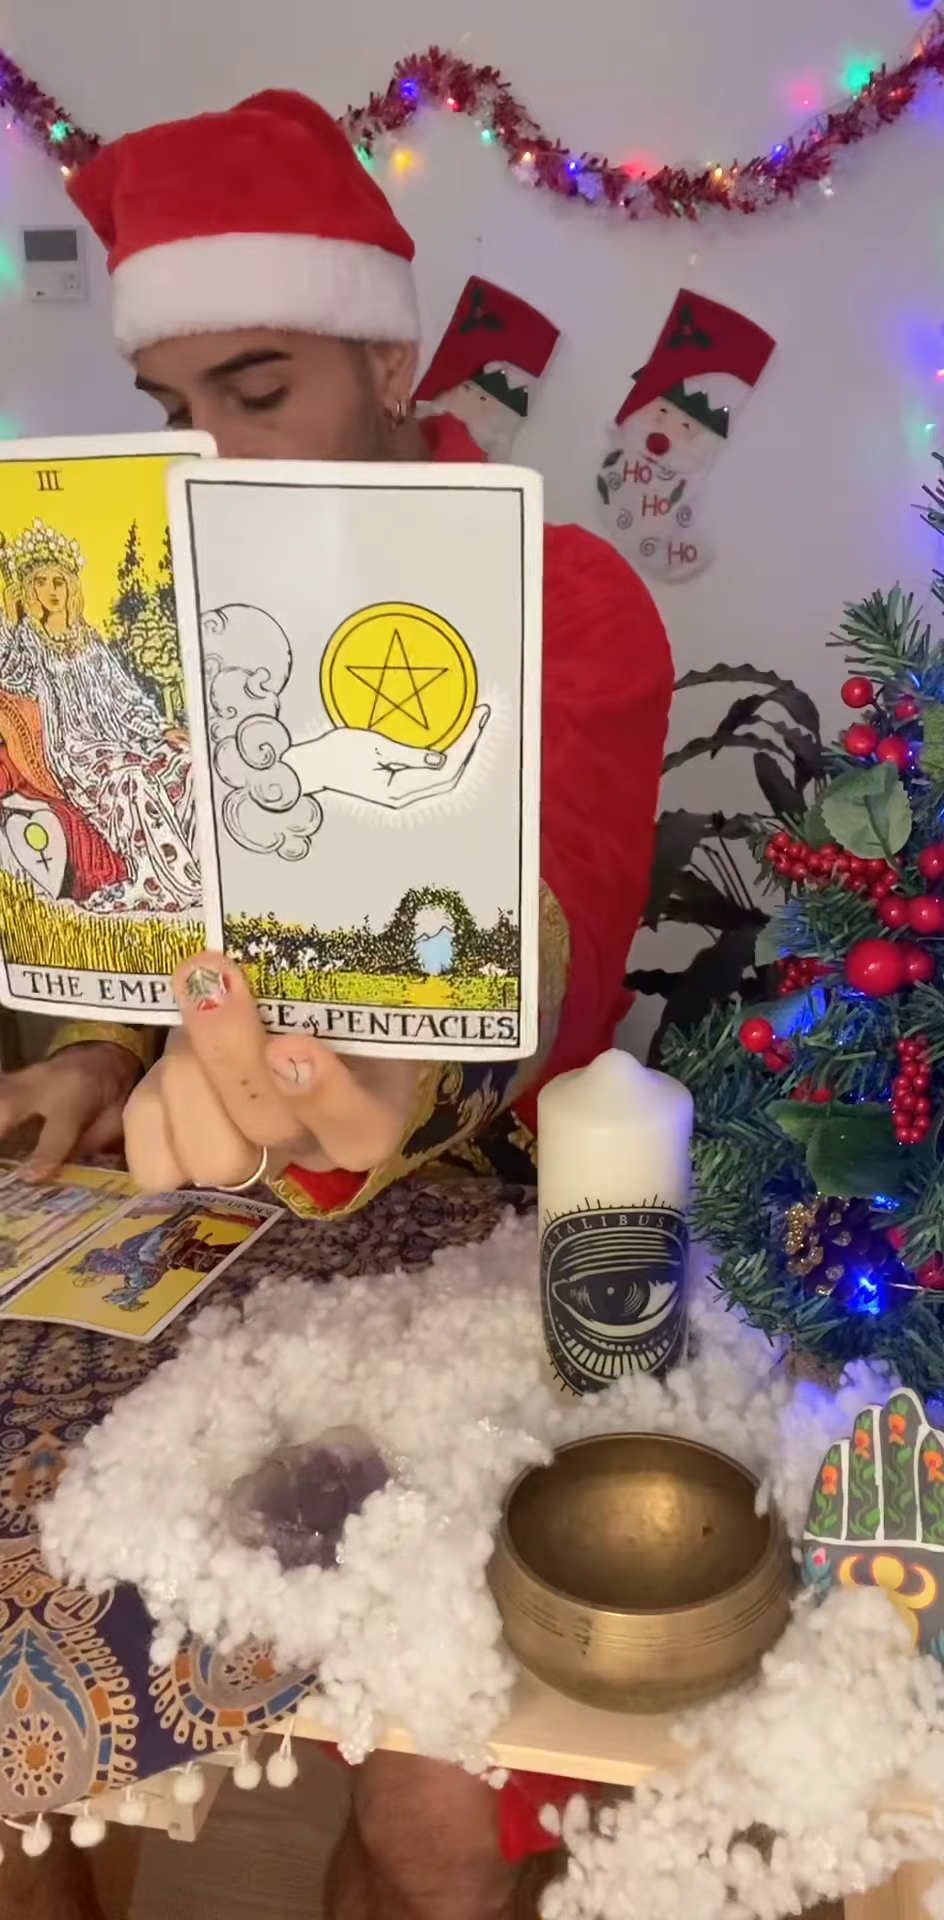 Ho
Ho
Ho
III
THE EMP
CE of PENTACLES.
TALIBUS